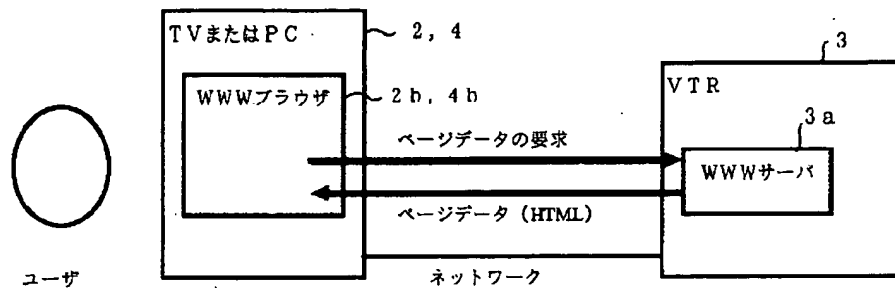 TVまたはPC
2, 4
WWWブラウザ
2b, 4b
3
VTR
3a
WWWサーバ
ページデータの要求
ページデータ (HTML)
ユーザ
ネットワーク